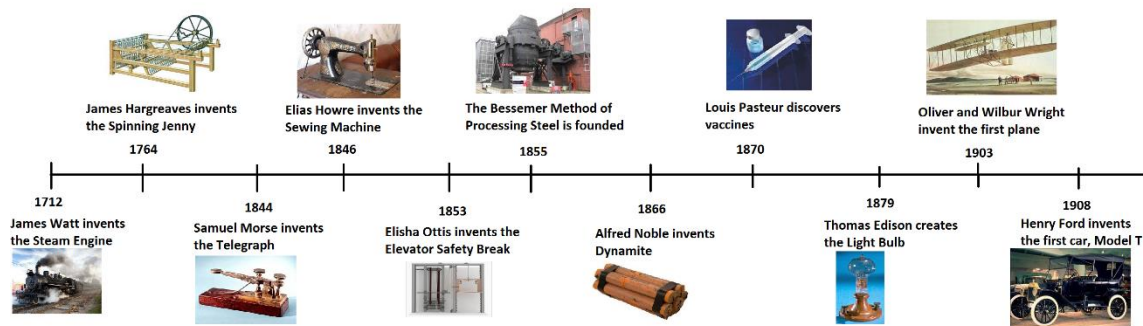 James Hargreaves invents
the Spinning Jenny
Elias Howre invents the
Sewing Machine
The Bessemer Method of
Processing Steel is founded
Louis Pasteur discovers
vaccines
Oliver and Wilbur Wright
invent the first plane
1764
1846
1855
1870
1903
1712
1844
1853
1866
1879
1908
James Watt invents
the Steam Engine
Samuel Morse invents
the Telegraph
Elisha Ottis invents the
Elevator Safety Break
Alfred Noble invents
Dynamite
Thomas Edison creates
the Light Bulb
Henry Ford invents
the first car, Model T